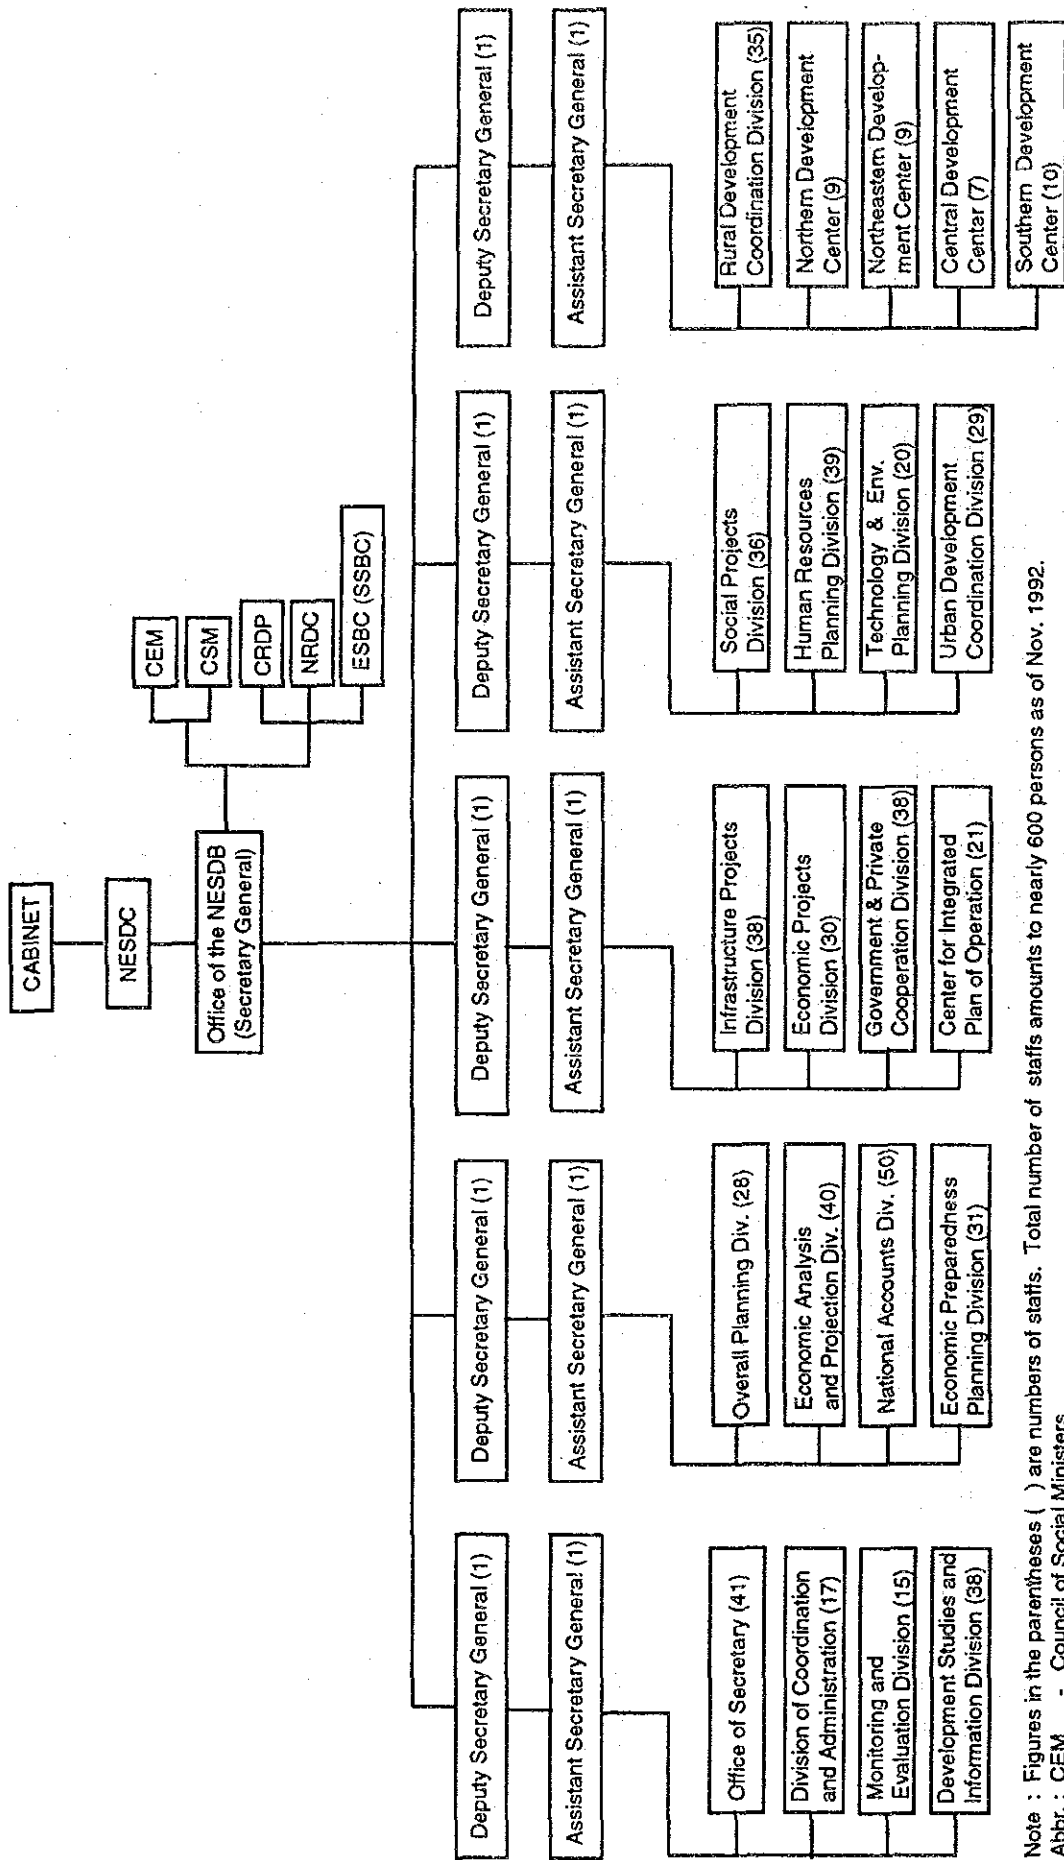 CABINET
NESDC
Office of the NESDB
(Secretary General)
CEM
CSM
CRDP
NRDC
ESBC (SSBC)
Deputy Secretary General (1)
Assistant Secretary General (1)
Office of Secretary (41)
Division of Coordination
and Administration (17)
Monitoring and
Evaluation Division (15)
Development Studies and
Information Division (38)
Deputy Secretary General (1)
Assistant Secretary General (1)
Overall Planning Div. (28)
Economic Analysis
and Projection Div. (40)
National Accounts Div. (50)
Economic Preparedness
Planning Division (31)
Deputy Secretary General (1)
Assistant Secretary General (1)
Infrastructure Projects
Division (38)
Economic Projects
Division (30)
Government & Private
Cooperation Division (38)
Center for Integrated
Plan of Operation (21)
Deputy Secretary General (1)
Assistant Secretary General (1)
Social Projects
Division (36)
Human Resources
Planning Division (39)
Technology & Env.
Planning Division (20)
Urban Development
Coordination Division (29)
Deputy Secretary General (1)
Assistant Secretary General (1)
Rural Development
Coordination Division (35)
Northern Development
Center (9)
Northeastern Develop-
ment Center (9)
Central Development
Center (7)
Southern Development
Center (10)
Note : Figures in the parentheses ( ) are numbers of staffs. Total number of staffs amounts to nearly 600 persons as of Nov. 1992.
Abbr. : CEM - Council of Social Ministers